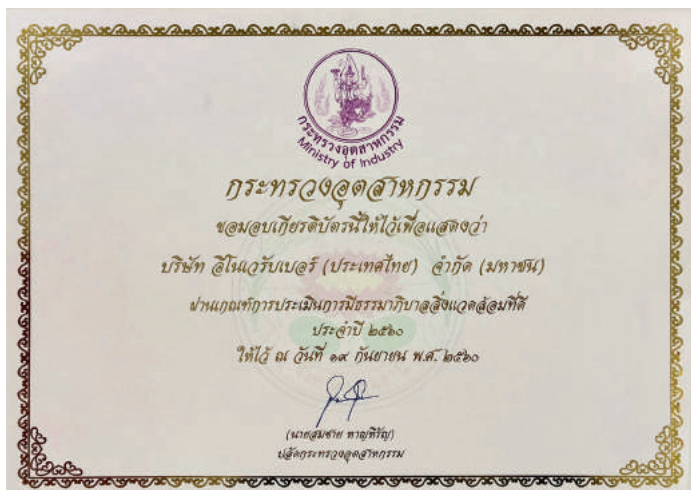 กระทรวงอุตสาหกรรม
Ministry of Industry
กระทรวงอุตสาหกรรม
ขอมอบเกียรติบัตรนี้ให้ไว้เพื่อแสดงว่า
บริษัท อีโนเวรับเบอร์ (ประเทศไทย) จำกัด (มหาชน)
ผ่านเกณฑ์การประเมินการมีธรรมาภิบาลสิ่งแวดล้อมที่ดี
ประจำปี ๒๕๖๐
ให้ไว้ ณ วันที่ ๑๙ กันยายน พ.ศ. ๒๕๖๐
(นายสมชาย หาญหิรัญ)
ปลัดกระทรวงอุตสาหกรรม